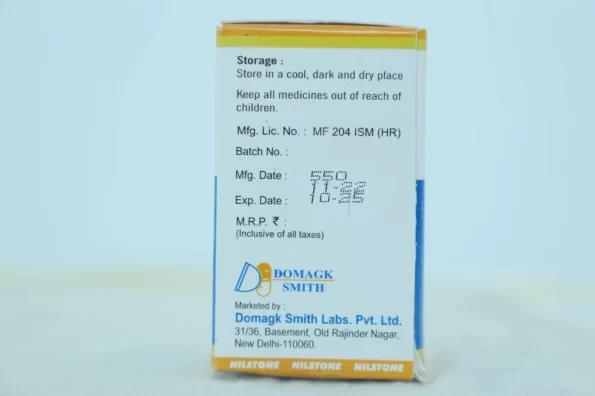 Storage :
Store in a cool, dark and dry place
Keep all medicines out of reach of
children.
Mfg. Lic. No. : MF 204 ISM (HR)
Batch No. :
Mfg. Date : 550
11-22
Exp. Date : 10-25
M.R.P. ₹ :
(Inclusive of all taxes)
DOMAGK
SMITH
Marketed by :
Domagk Smith Labs. Pvt. Ltd.
31/36, Basement, Old Rajinder Nagar,
New Delhi-110060.
NILSTONE NILSTONE NILSTONE